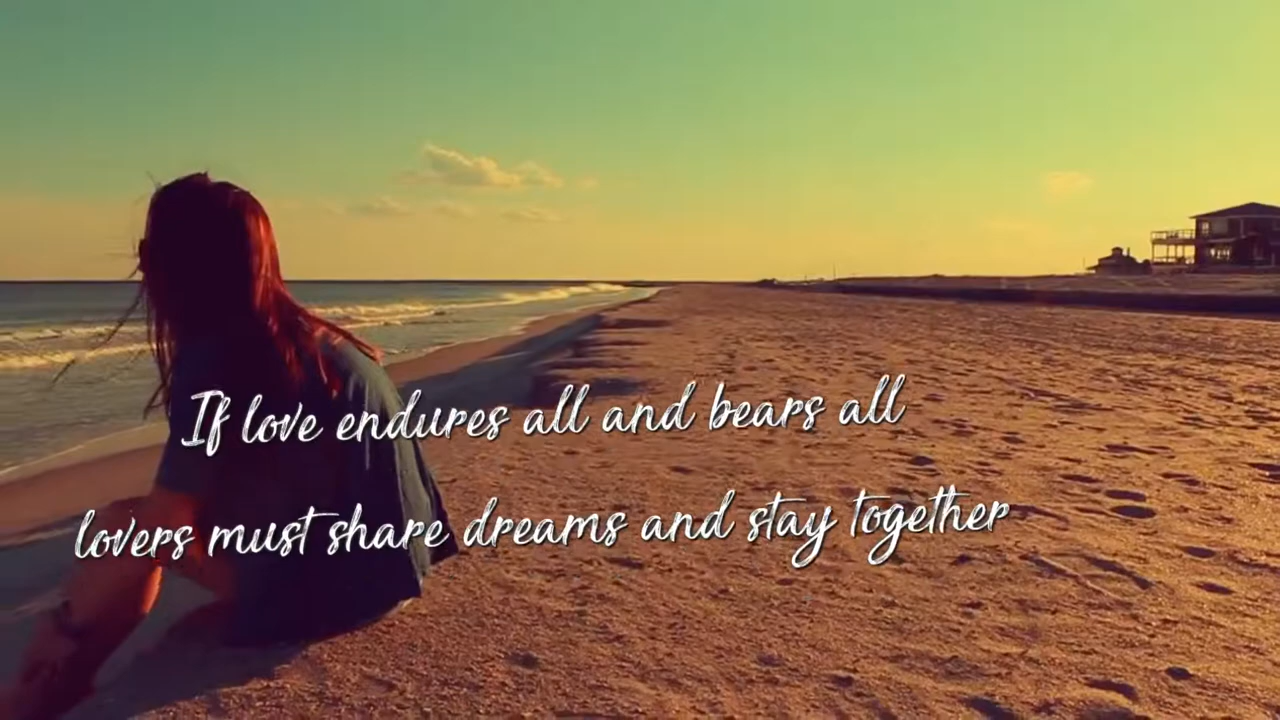 If love endures all and bears all
lovers must share dreams and stay together